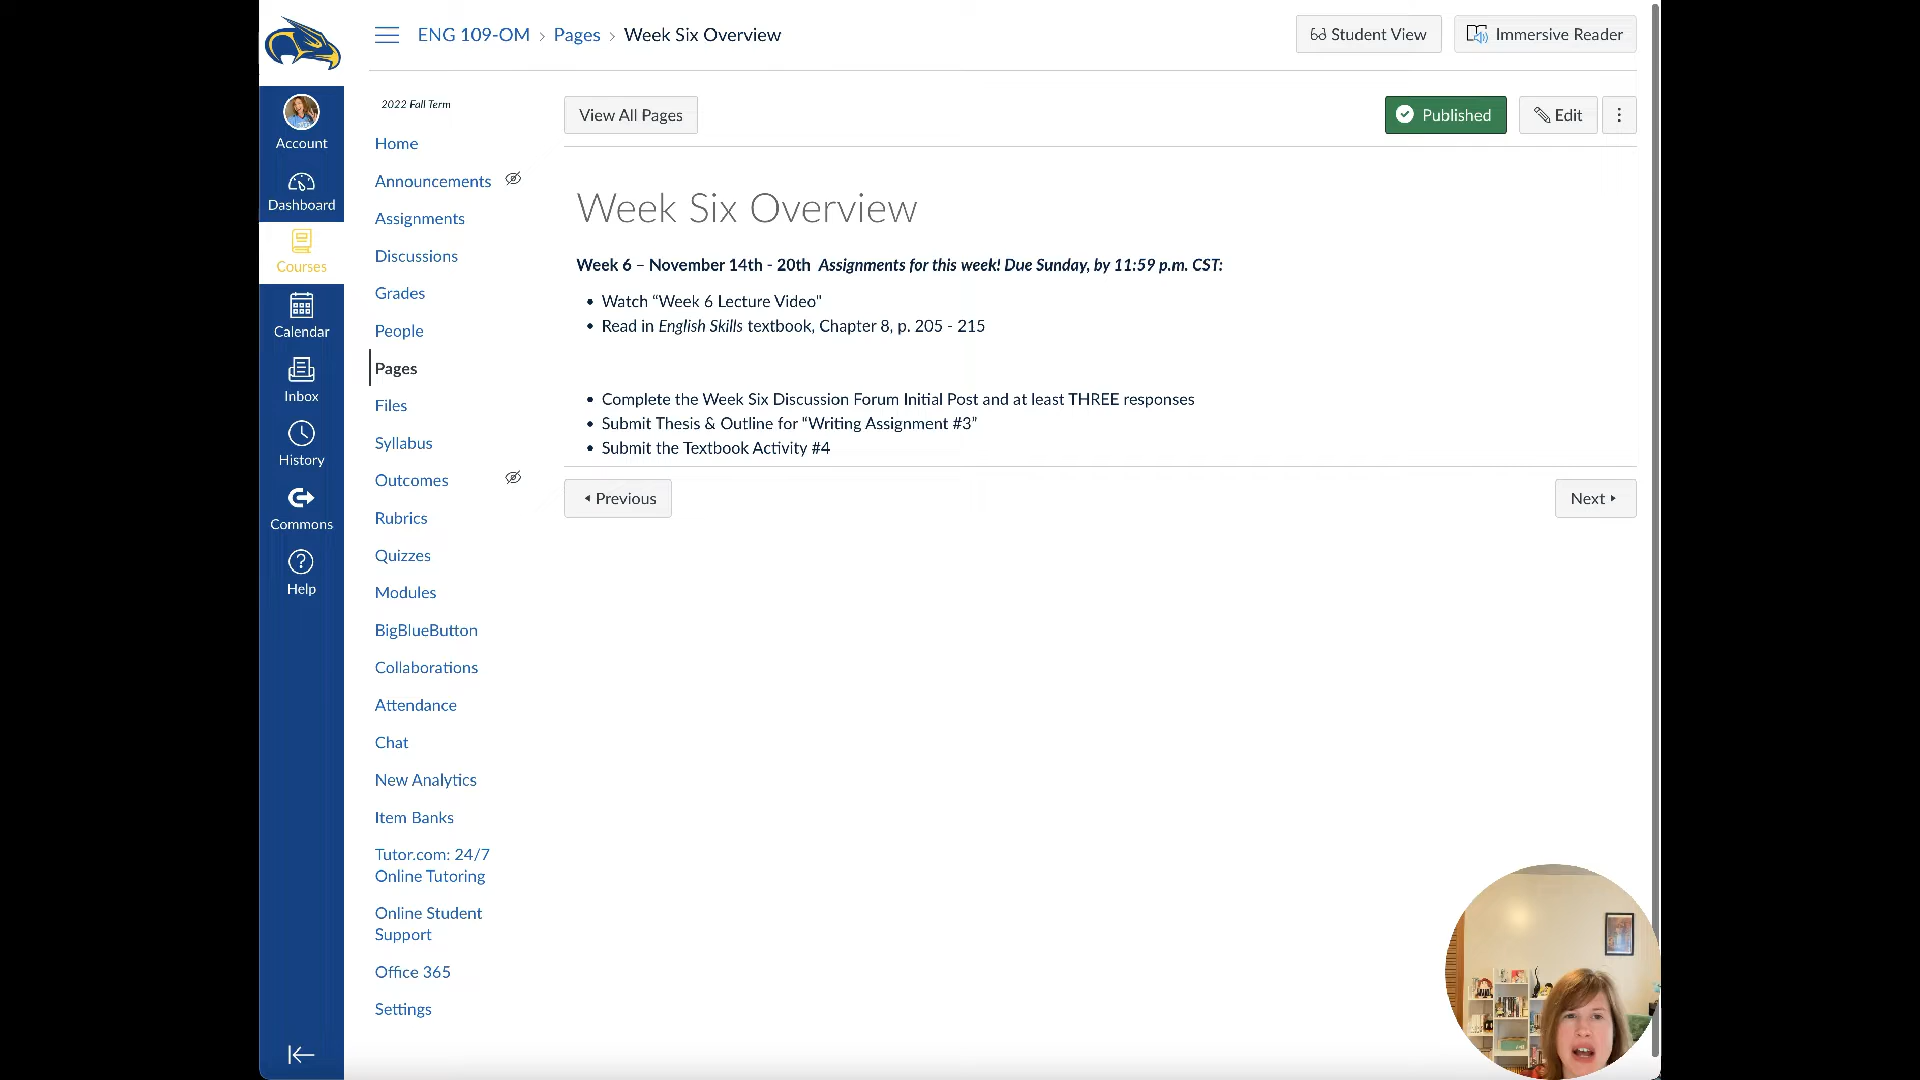 ENG 109-OM › Pages › Week Six Overview
Student View
Immersive Reader
Account
Dashboard
Courses
Calendar
Inbox
History
Commons
Help
2022 Fall Term
Home
Announcements
Assignments
Discussions
Grades
People
Pages
Files
Syllabus
Outcomes
Rubrics
Quizzes
Modules
BigBlueButton
Collaborations
Attendance
Chat
New Analytics
Item Banks
Tutor.com: 24/7
Online Tutoring
Online Student
Support
Office 365
Settings
View All Pages
Published
Edit
Week Six Overview
Week 6 – November 14th - 20th Assignments for this week! Due Sunday, by 11:59 p.m. CST:
• Watch “Week 6 Lecture Video"
• Read in English Skills textbook, Chapter 8, p. 205 - 215
• Complete the Week Six Discussion Forum Initial Post and at least THREE responses
• Submit Thesis & Outline for “Writing Assignment #3”
• Submit the Textbook Activity #4
Previous
Next